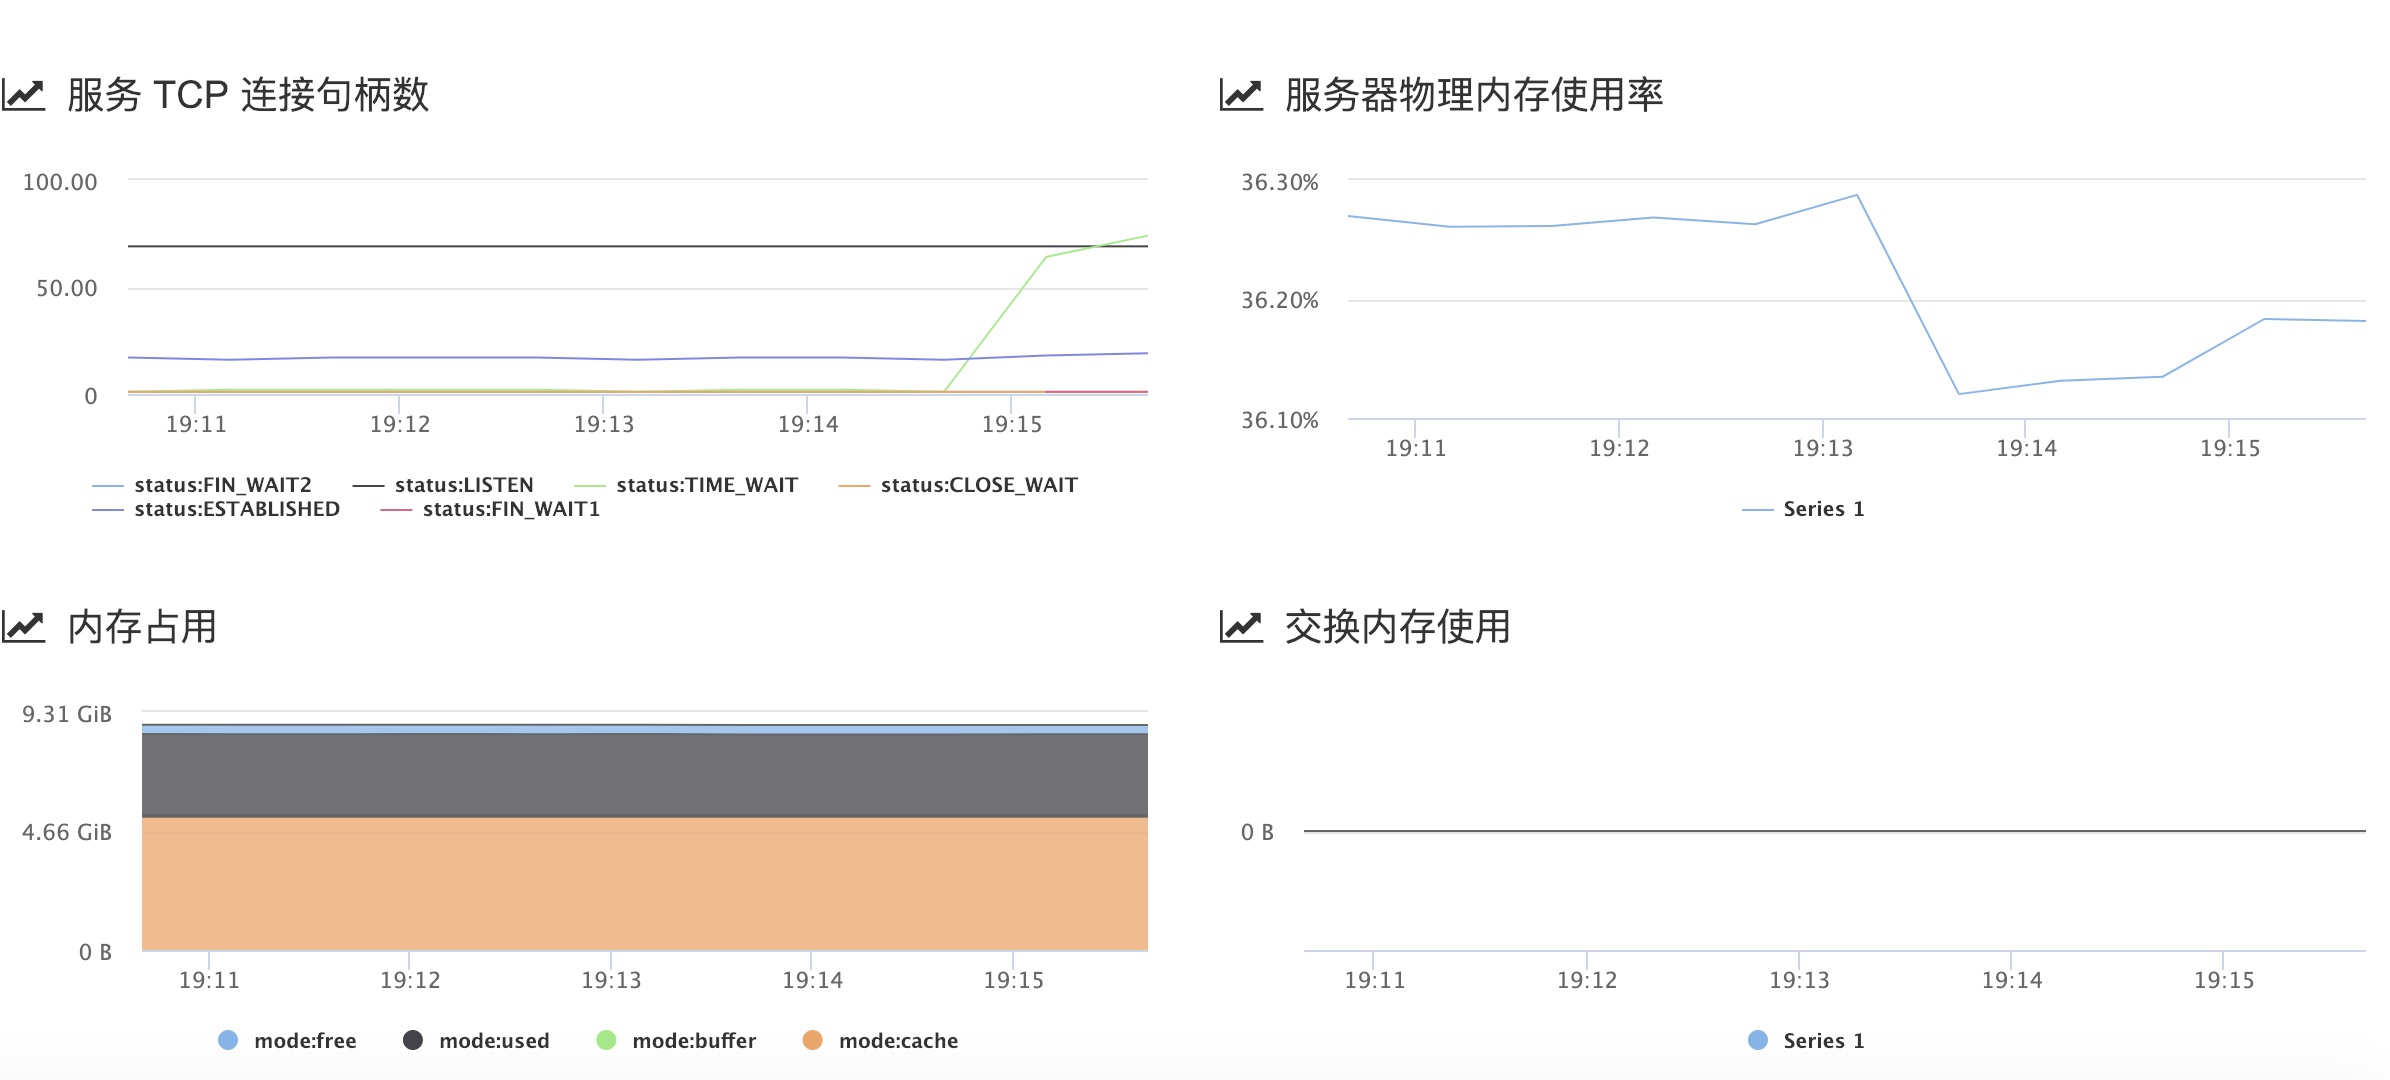 服务 TCP 连接句柄数
100.00
50.00
0
19:11 19:12 19:13 19:14 19:15
status:FIN_WAIT2 status:LISTEN status:TIME_WAIT status:CLOSE_WAIT
status:ESTABLISHED status:FIN_WAIT1
服务器物理内存使用率
36.30%
36.20%
36.10%
19:11 19:12 19:13 19:14 19:15
Series 1
内存占用
9.31 GiB
4.66 GiB
0 B
19:11 19:12 19:13 19:14 19:15
mode:free mode:used mode:buffer mode:cache
交换内存使用
0 B
19:11 19:12 19:13 19:14 19:15
Series 1